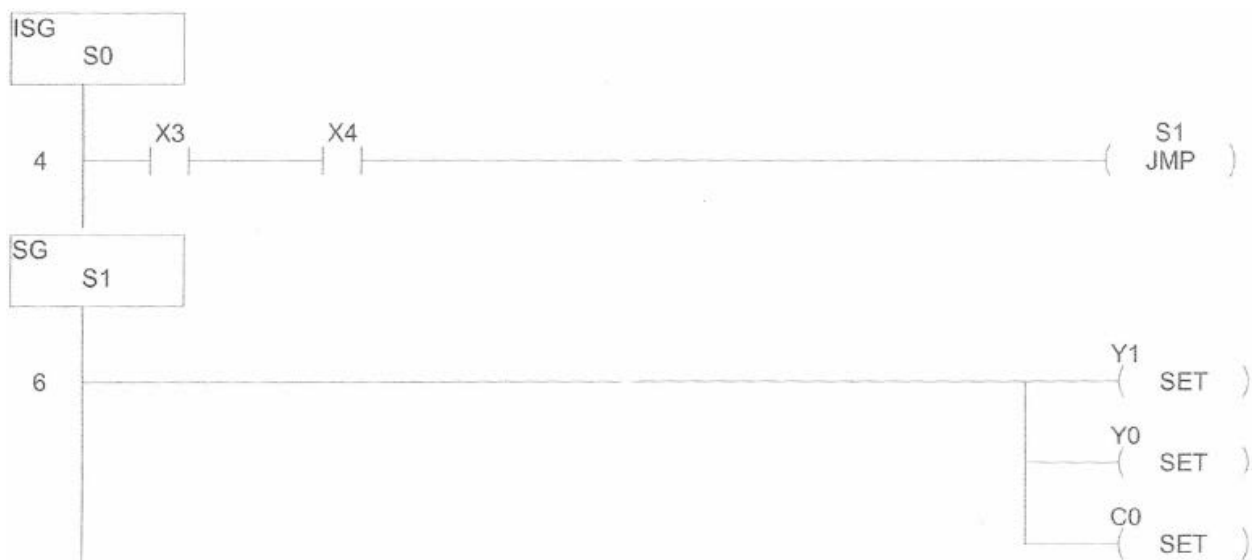 ISG
S0
X3 X4 S1
4 JMP
SG
S1
Y1
6 SET
Y0
SET
C0
SET